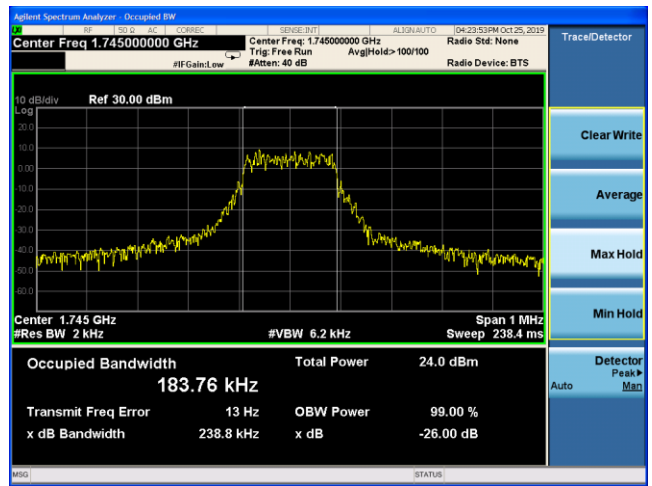 Agilent Spectrum Analyzer - Occupied BW
LXI RF 50 Ω AC CORREC SENSE:INT ALIGNAUTO 04:23:53PM Oct 25, 2019
Center Freq 1.745000000 GHz Center Freq: 1.745000000 GHz Radio Std: None Trace/Detector
Trig: Free Run Avg|Hold:>100/100
#IFGain:Low #Atten: 40 dB Radio Device: BTS
10 dB/div Ref 30.00 dBm
Log
20.0
Clear Write
10.0
0.00
-10.0
Average
-20.0
-30.0
-40.0
Max Hold
-50.0
-60.0
Center 1.745 GHz Span 1 MHz
Min Hold
#Res BW 2 kHz #VBW 6.2 kHz Sweep 238.4 ms
Occupied Bandwidth Total Power 24.0 dBm
Detector
Peak▶
183.76 kHz
Auto Man
Transmit Freq Error 13 Hz OBW Power 99.00 %
x dB Bandwidth 238.8 kHz x dB -26.00 dB
MSG STATUS